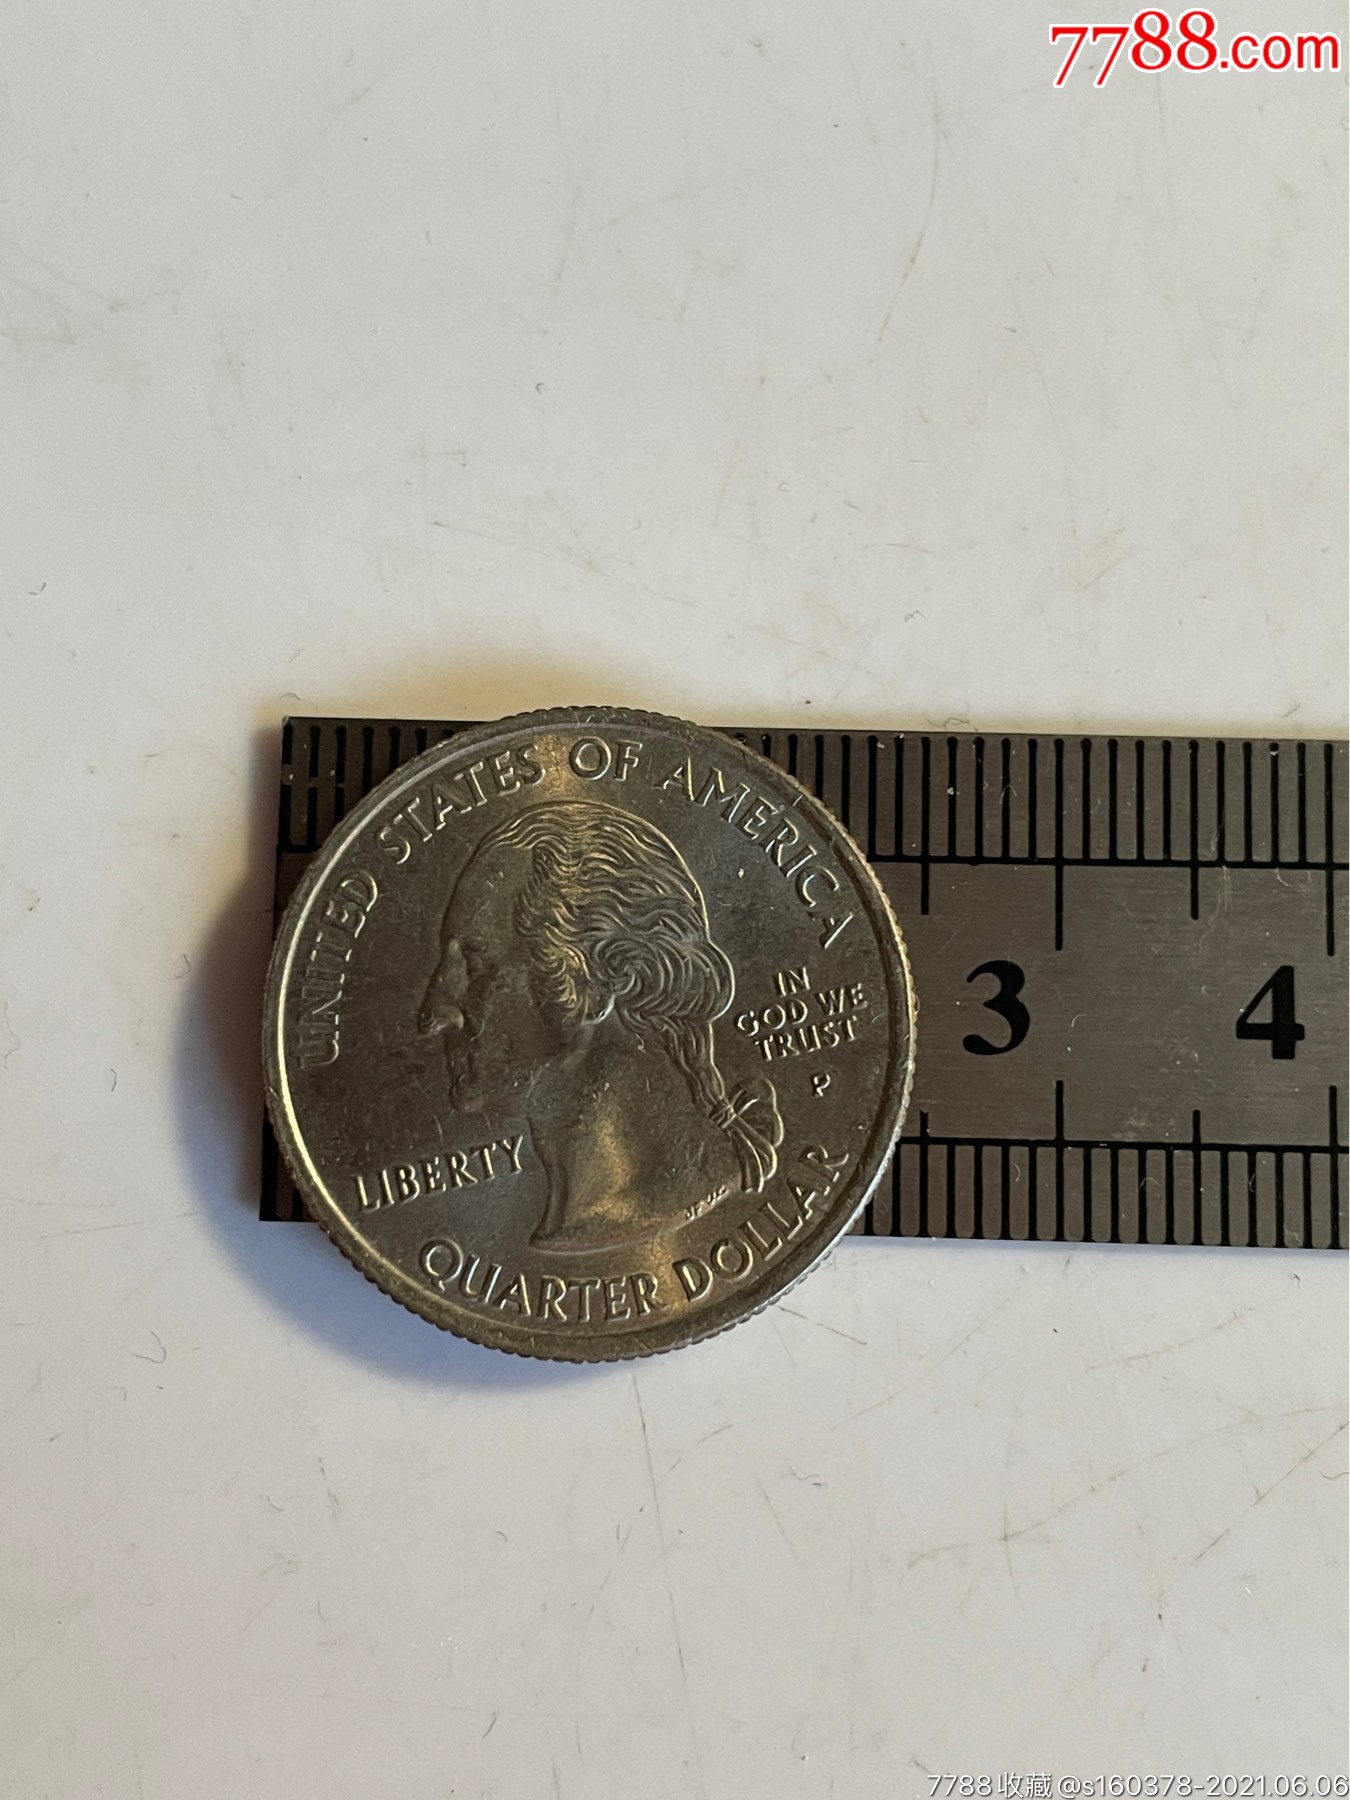 7788.com
UNITED STATES OF AMERICA
IN
GOD WE
TRUST
P
LIBERTY
QUARTER DOLLAR
3 4
7788收藏@s160378-2021.06.06